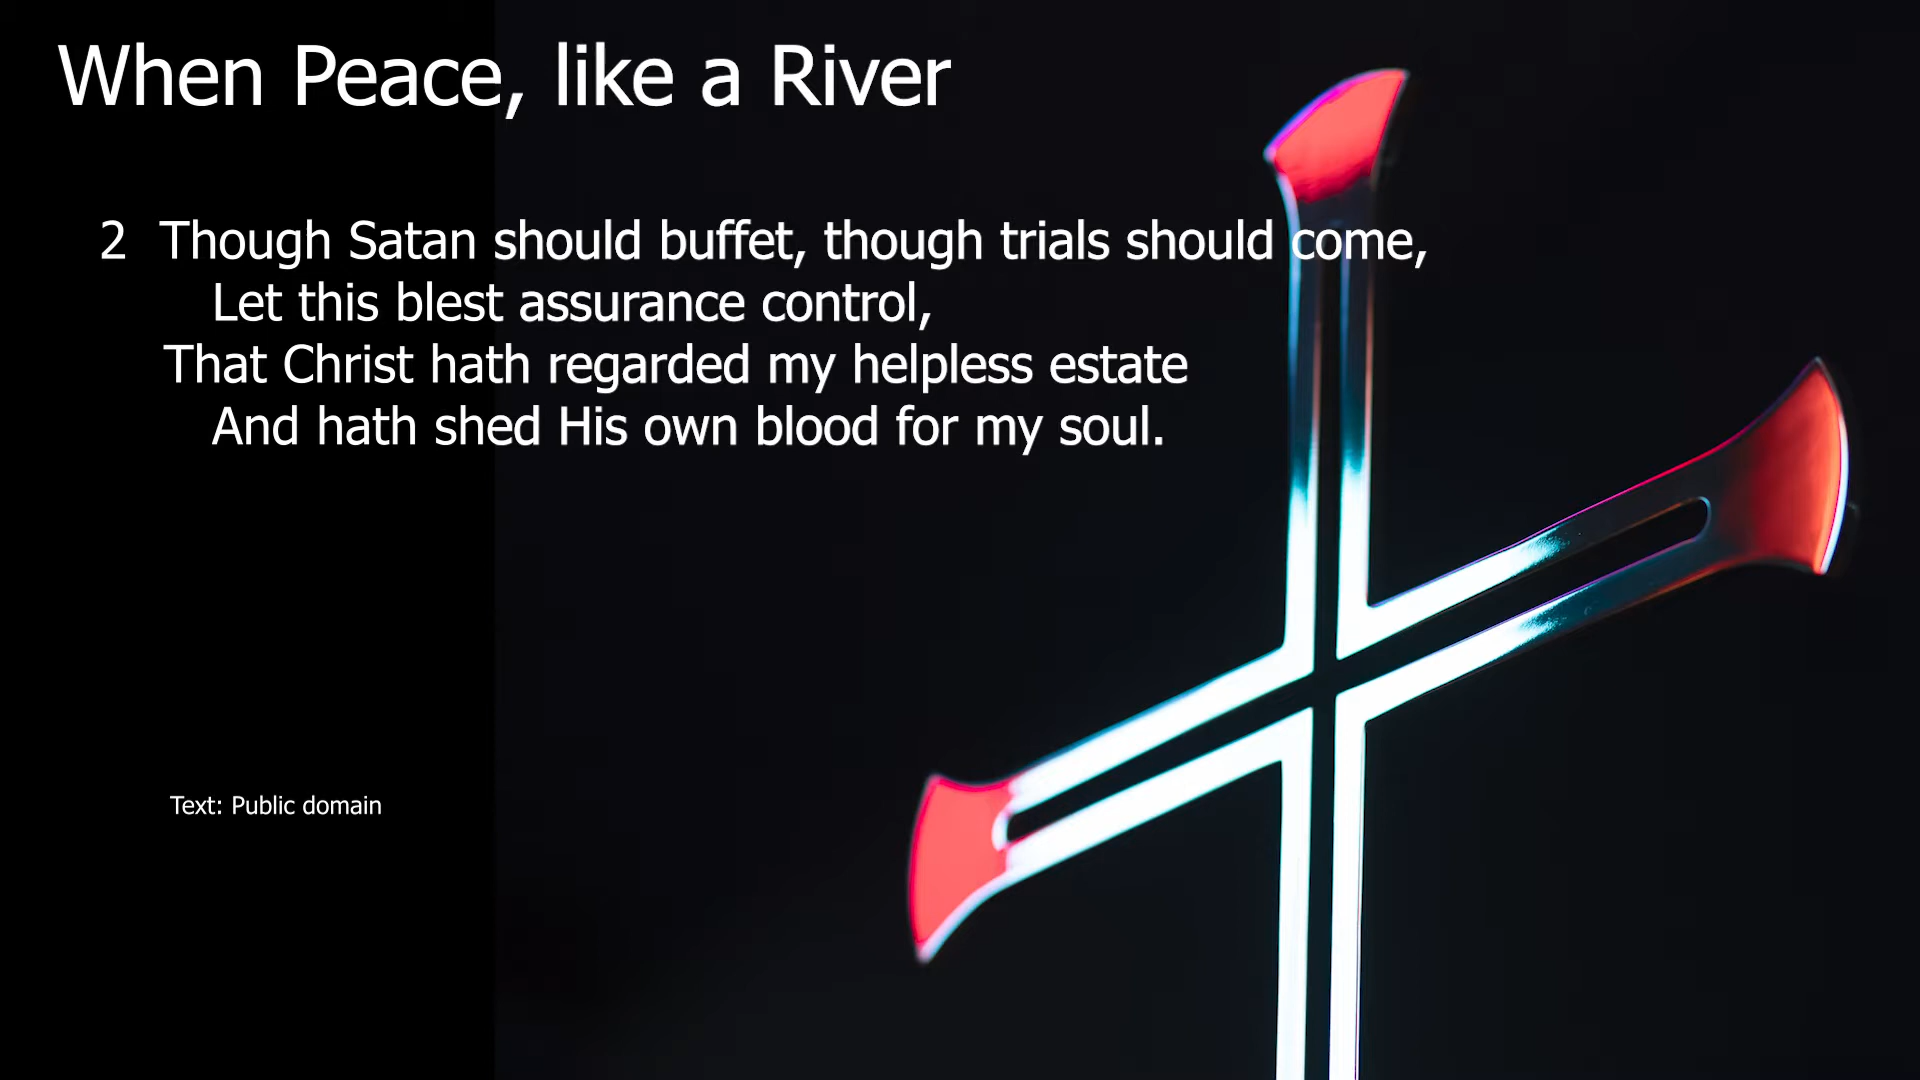 When Peace, like a River
2 Though Satan should buffet, though trials should come,
Let this blest assurance control,
That Christ hath regarded my helpless estate
And hath shed His own blood for my soul.
Text: Public domain